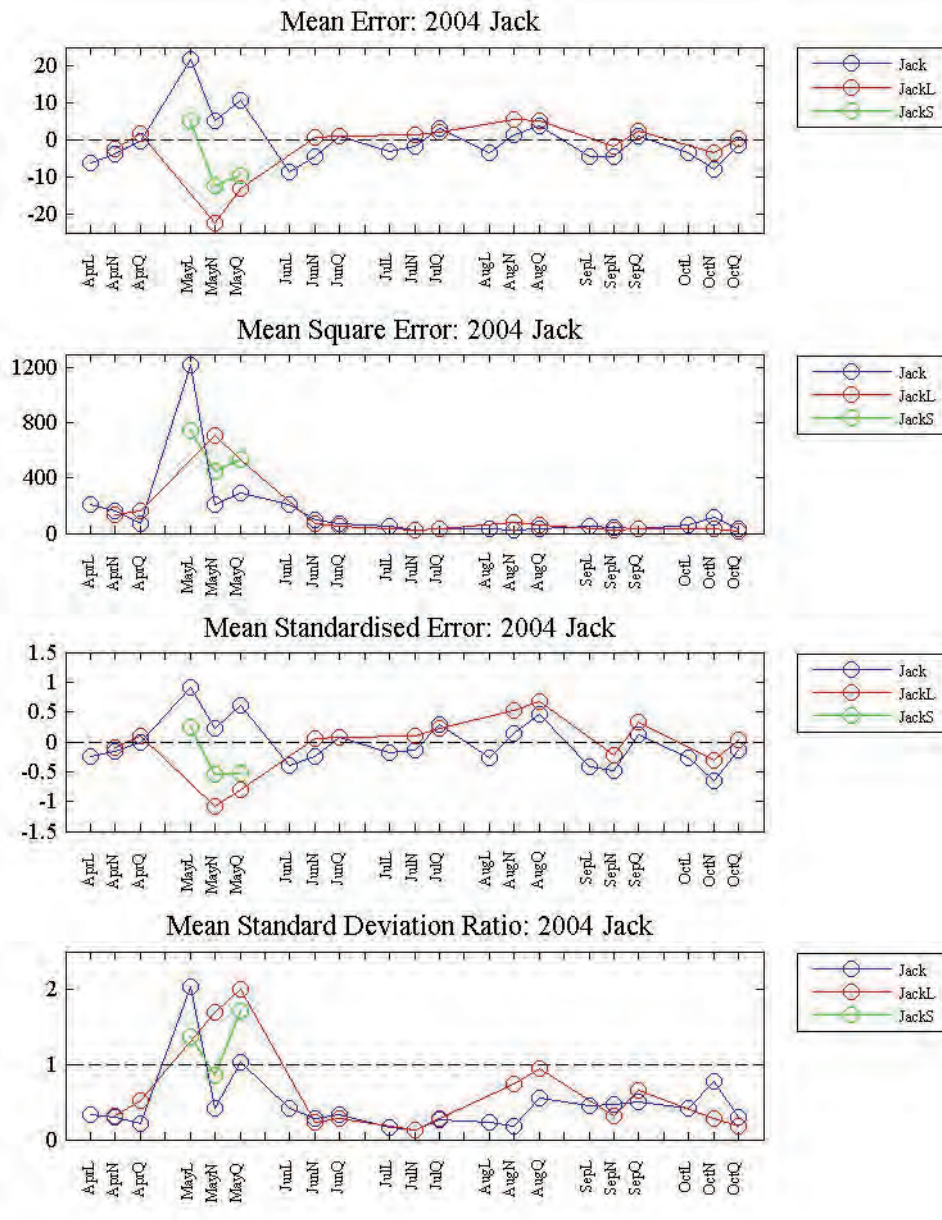 Mean Error: 2004 Jack
20
10
0
-10
-20
AprL AprN AprQ MayL MayN MayQ JunL JunN JunQ JulL JulN JulQ AugL AugN AugQ SepL SepN SepQ OctL OctN OctQ
Jack
JackL
JackS
Mean Square Error: 2004 Jack
1200
800
400
0
AprL AprN AprQ MayL MayN MayQ JunL JunN JunQ JulL JulN JulQ AugL AugN AugQ SepL SepN SepQ OctL OctN OctQ
Jack
JackL
JackS
Mean Standardised Error: 2004 Jack
1.5
1
0.5
0
-0.5
-1
-1.5
AprL AprN AprQ MayL MayN MayQ JunL JunN JunQ JulL JulN JulQ AugL AugN AugQ SepL SepN SepQ OctL OctN OctQ
Jack
JackL
JackS
Mean Standard Deviation Ratio: 2004 Jack
2
1
0
AprL AprN AprQ MayL MayN MayQ JunL JunN JunQ JulL JulN JulQ AugL AugN AugQ SepL SepN SepQ OctL OctN OctQ
Jack
JackL
JackS